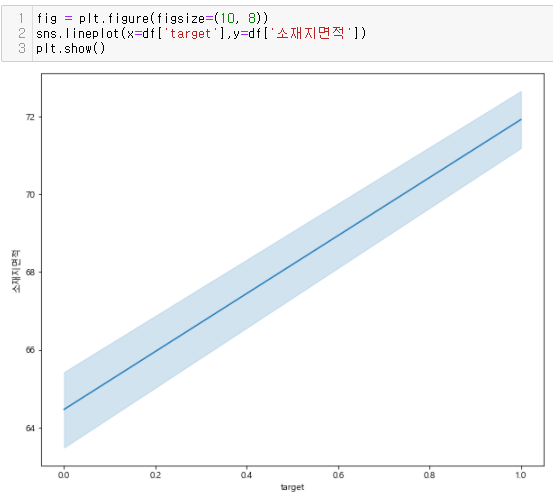 1 fig = plt.figure(figsize=(10, 8))
2 sns.lineplot(x=df['target'],y=df['소재지면적'])
3 plt.show()
72
70
68
66
64
소재지면적
0.0 0.2 0.4 0.6 0.8 1.0
target